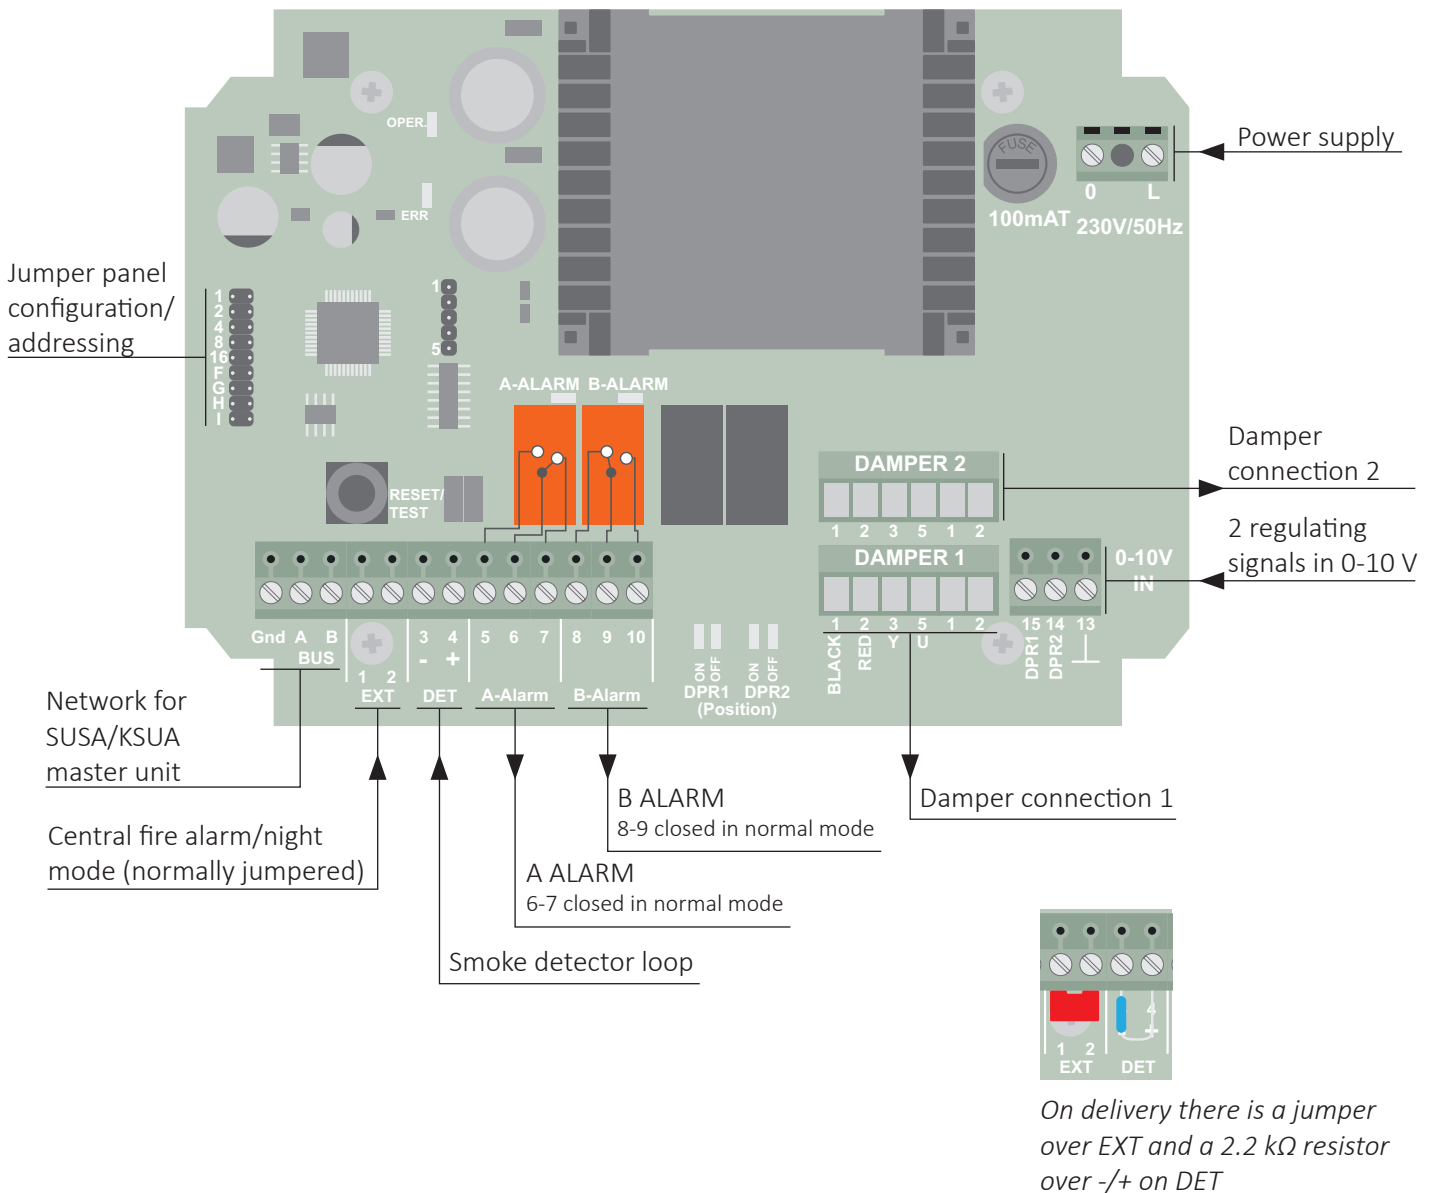 OPER.
ERR
FUSE
100mAT
0 L
230V/50Hz
Power supply
Jumper panel
configuration/
addressing
1
2
4
8
16
F
G
H
I
1
5
A-ALARM B-ALARM
RESET/
TEST
DAMPER 2
1 2 3 5 1 2
Damper
connection 2
DAMPER 1
1 2 3 5 1 2
BLACK RED Y U
0-10V
IN
15 14 13
DPR1 DPR2
2 regulating
signals in 0-10 V
Gnd A B
BUS
1 2
EXT
3 4
- +
DET
5 6 7
A-Alarm
8 9 10
B-Alarm
ON OFF ON OFF
DPR1 DPR2
(Position)
Network for
SUSA/KSUA
master unit
Central fire alarm/night
mode (normally jumpered)
B ALARM
8-9 closed in normal mode
A ALARM
6-7 closed in normal mode
Smoke detector loop
Damper connection 1
4
+
1 2
EXT DET
On delivery there is a jumper
over EXT and a 2.2 kΩ resistor
over -/+ on DET